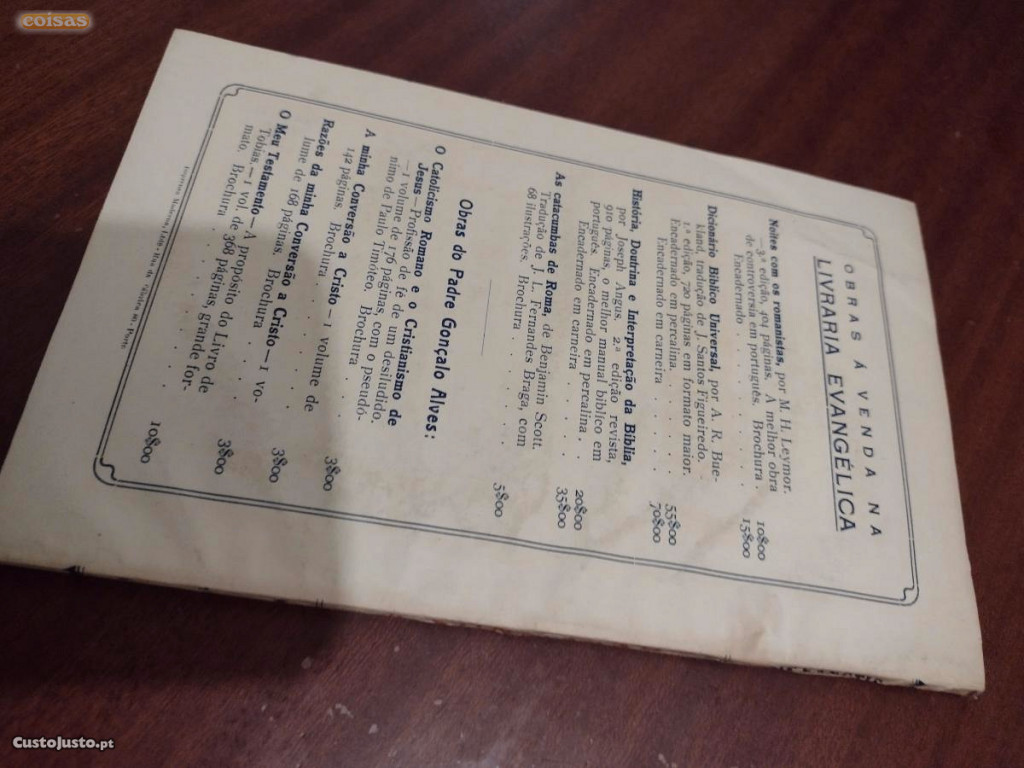 coisas
OBRAS Á VENDA NA
LIVRARIA EVANGÉLICA
Noites com os romanistas, por M. H. Leymor.
—3.ª edição, 404 páginas. A melhor obra
de controversia em português. Brochura . 10$00
Encadernado . . . . . . 15$00
Dicionário Bíblico Universal, por A. R. Buc-
kland, tradução de J. Santos Figueiredo.
1.ª edição, 720 páginas em formato maior.
Encadernado em percalina. . . . . 55$00
Encadernado em carneira . . . . 70$00
História, Doutrina e Interpretação da Bíblia,
por Joseph Angus. 2.ª edição, revista,
910 páginas, o melhor manual bíblico em
português. Encadernado em percalina . 20$00
Encadernado em carneira . . . . 35$00
As catacumbas de Roma, de Benjamin Scott.
Tradução de J. L. Fernandes Braga, com
68 ilustrações. Brochura . . . . 5$00
Obras do Padre Gonçalo Alves:
O Catolicismo Romano e o Cristianismo de
Jesus—Profissão de fé de um desiludido.
—1 volume de 176 páginas, com o pseudó-
nimo de Paulo Timóteo. Brochura . . 3$00
A minha Conversão a Cristo—1 volume de
142 páginas. Brochura . . . . . 3$00
Razões da minha Conversão a Cristo—1 vo-
lume de 168 páginas. Brochura . . . 3$00
O Meu Testamento—A propósito do Livro de
Tobias.—1 vol. de 368 páginas, grande for-
mato. Brochura . . . . . . 10$00
CustoJusto.pt